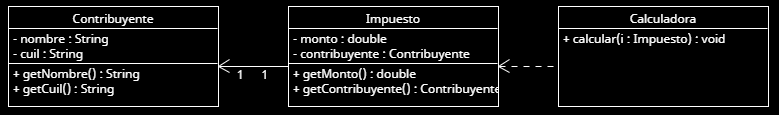 Contribuyente
- nombre : String
- cuil : String
+ getNombre() : String
+ getCuil() : String
1 1
Impuesto
- monto : double
- contribuyente : Contribuyente
+ getMonto() : double
+ getContribuyente() : Contribuyente
Calculadora
+ calcular(i : Impuesto) : void